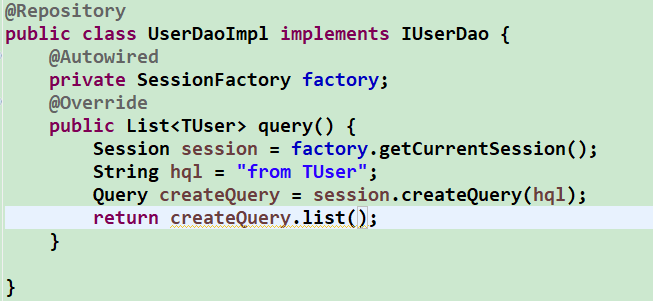 @Repository
public class UserDaoImpl implements IUserDao {
@Autowired
private SessionFactory factory;
@Override
public List<TUser> query() {
Session session = factory.getCurrentSession();
String hql = "from TUser";
Query createQuery = session.createQuery(hql);
return createQuery.list();
}
}